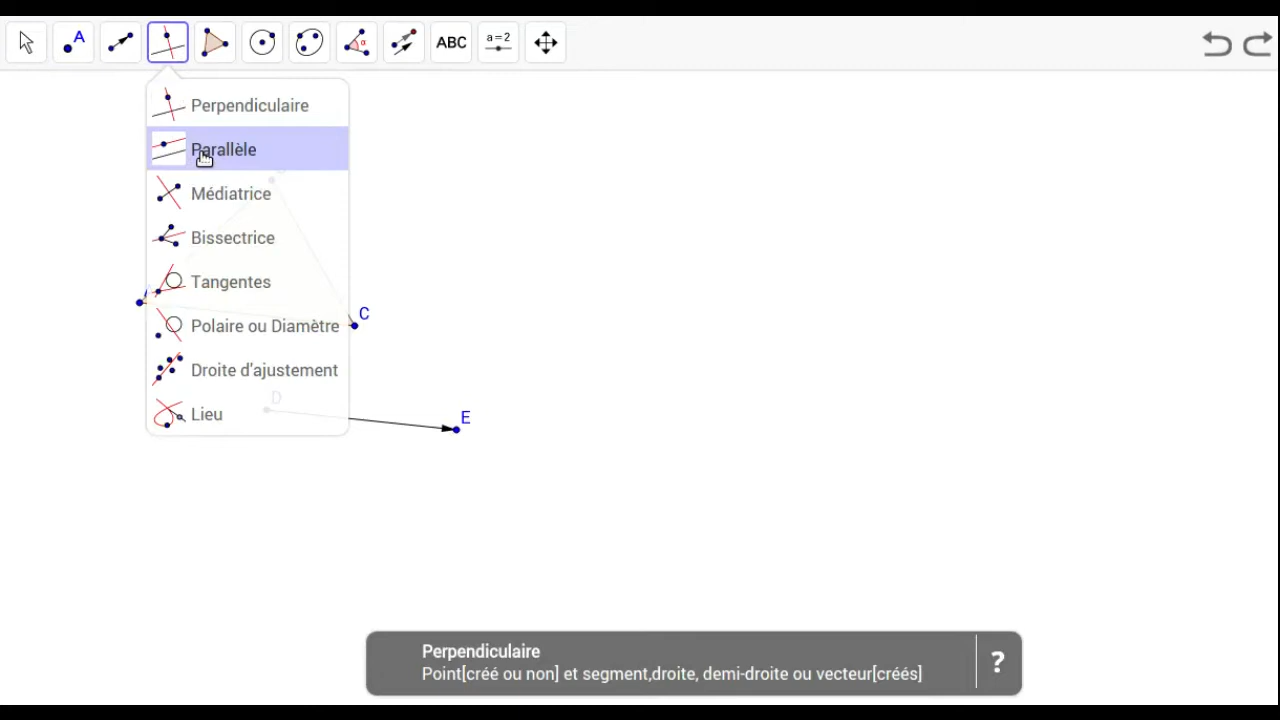 A
α
ABC
a=2
Perpendiculaire
Parallèle
Médiatrice
Bissectrice
Tangentes
Polaire ou Diamètre
Droite d'ajustement
Lieu
C
D
E
Perpendiculaire
Point[créé ou non] et segment,droite, demi-droite ou vecteur[créés]
?